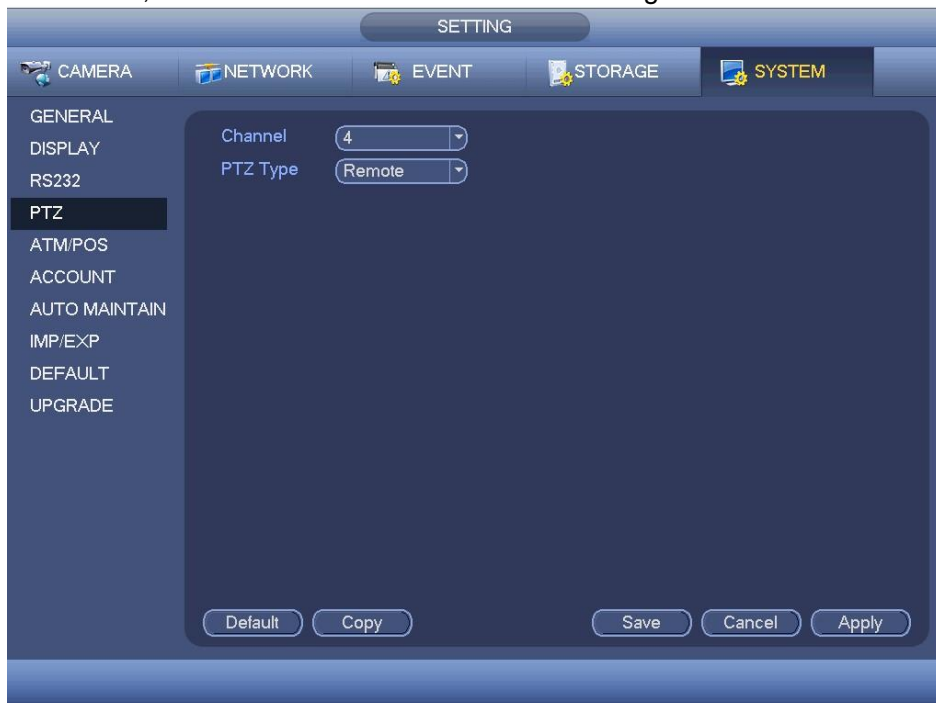 SETTING
CAMERA NETWORK EVENT STORAGE SYSTEM
GENERAL
DISPLAY
RS232
PTZ
ATM/POS
ACCOUNT
AUTO MAINTAIN
IMP/EXP
DEFAULT
UPGRADE
Channel 4
PTZ Type Remote
Default Copy Save Cancel Apply